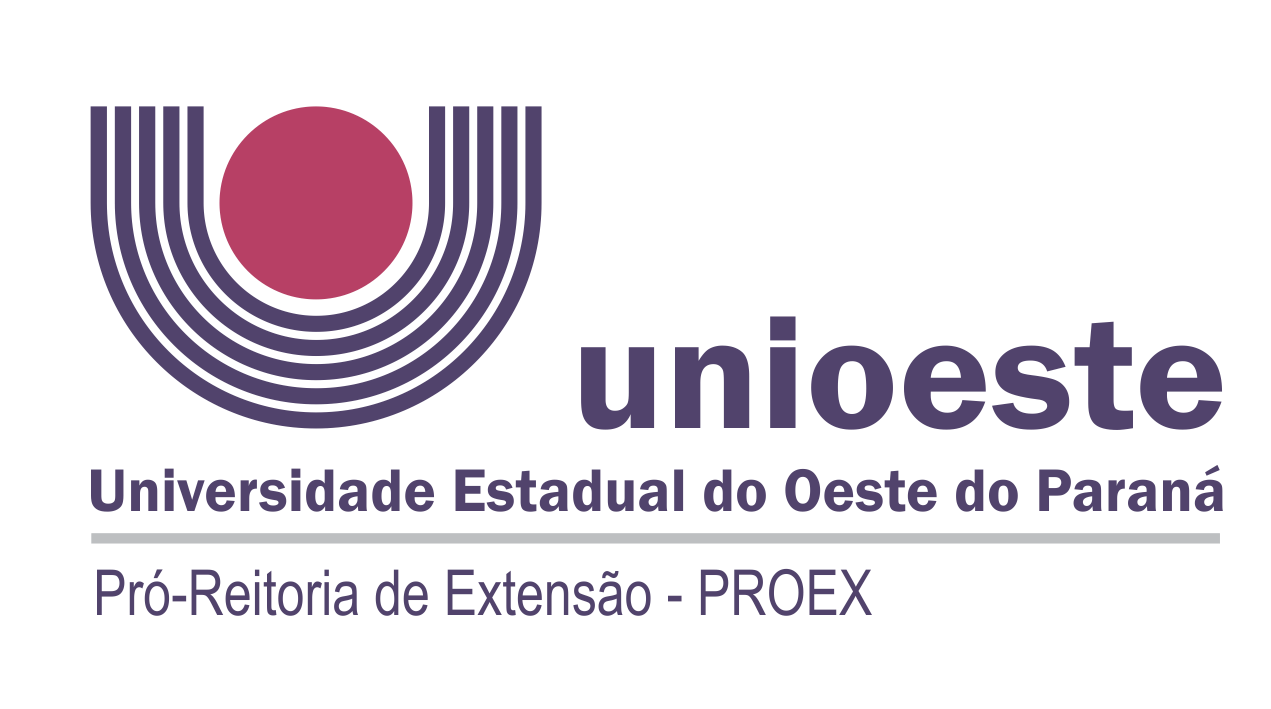 unioeste
Universidade Estadual do Oeste do Paraná
Pró-Reitoria de Extensão - PROEX